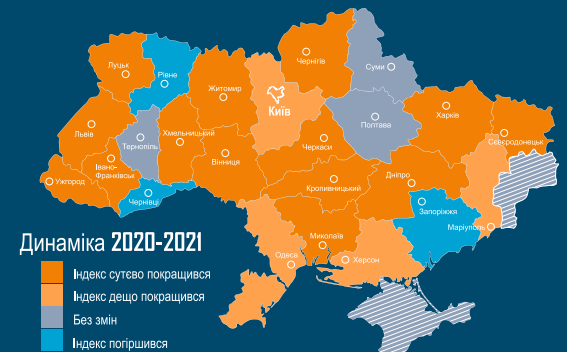 Чернігів
Луцьк
Рівне
Суми
Житомир
Київ
Львів
Тернопіль
Хмельницький
Полтава
Харків
Черкаси
Сєвєродонецьк
Вінниця
Івано-
Франківськ
Ужгород
Чернівці
Кропивницький
Дніпро
Запоріжжя
Маріуполь
Миколаїв
Одеса
Херсон
Динаміка 2020-2021
Індекс сутєво покращився
Індекс дещо покращився
Без змін
Індекс погіршився